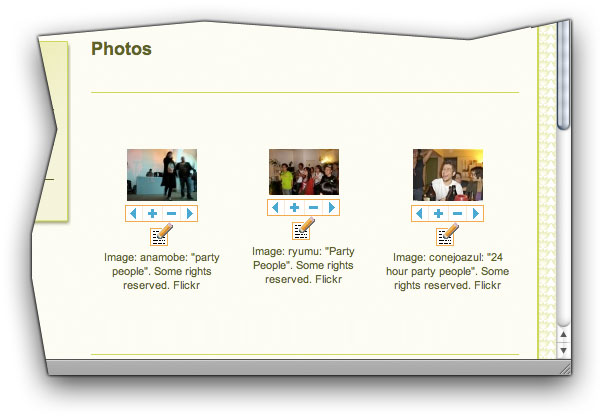 Photos
Image: anamobe: "party
people". Some rights
reserved. Flickr
Image: ryumu: "Party
People". Some rights
reserved. Flickr
Image: conejoazul: "24
hour party people". Some
rights reserved. Flickr